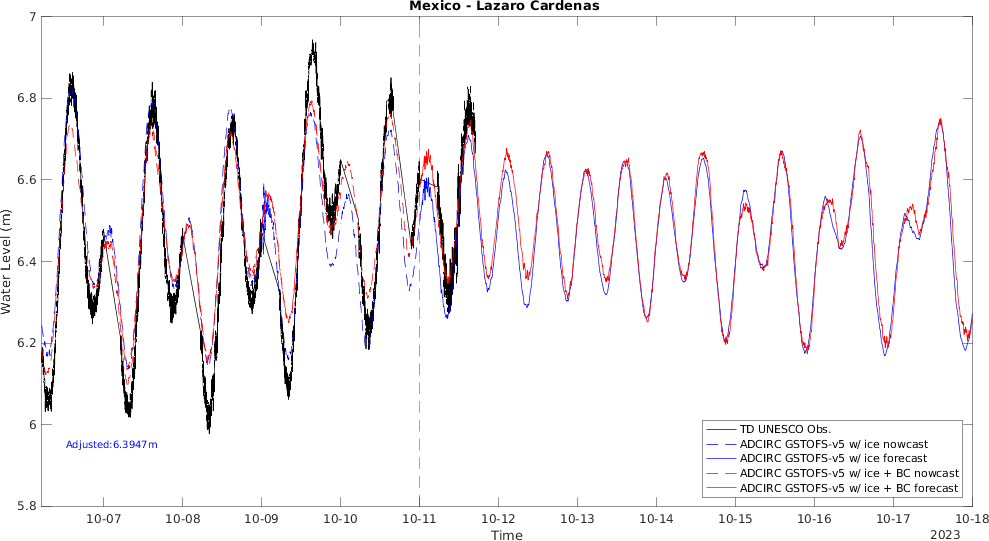 Mexico - Lazaro Cardenas
7
6.8
6.6
6.4
6.2
6
5.8
Water Level (m)
Adjusted:6.3947m
TD UNESCO Obs.
ADCIRC GSTOFS-v5 w/ ice nowcast
ADCIRC GSTOFS-v5 w/ ice forecast
ADCIRC GSTOFS-v5 w/ ice + BC nowcast
ADCIRC GSTOFS-v5 w/ ice + BC forecast
10-07 10-08 10-09 10-10 10-11 10-12 10-13 10-14 10-15 10-16 10-17 10-18
Time
2023